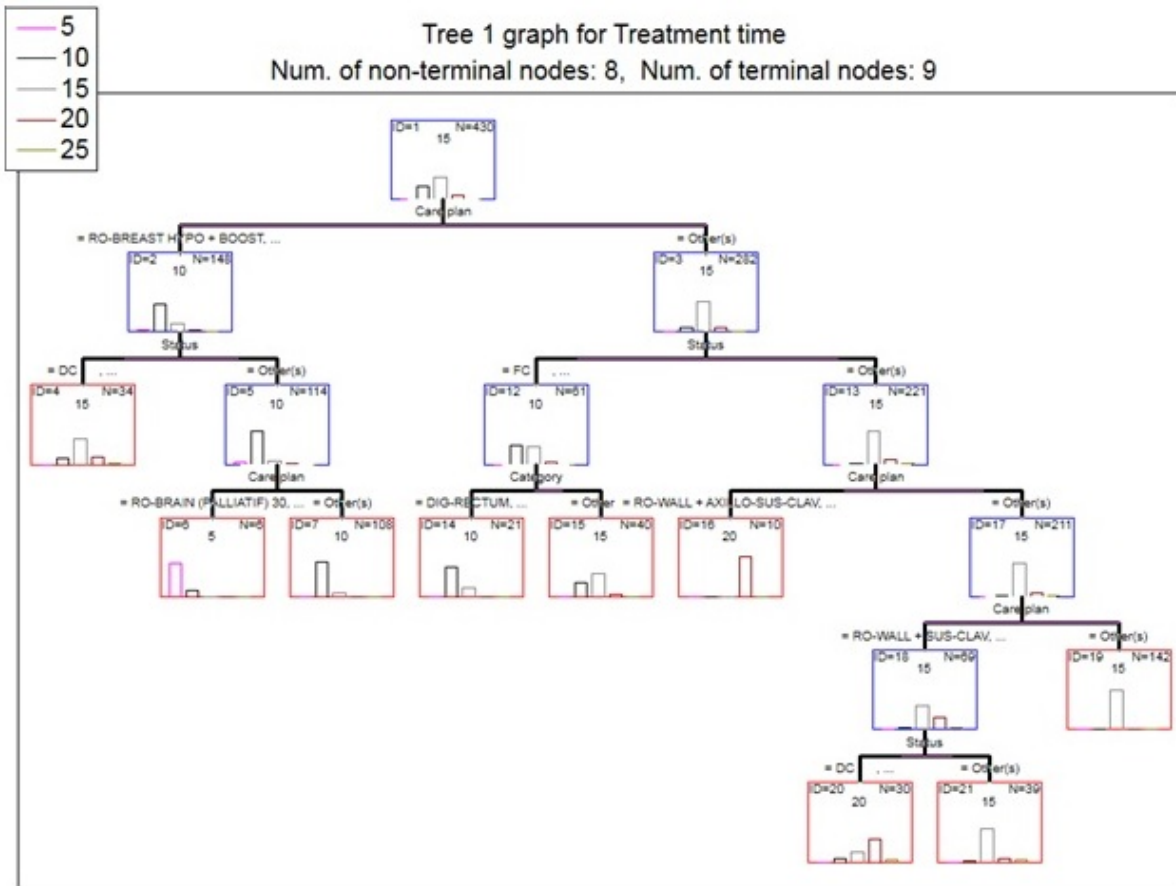 5
10
15
20
25
Tree 1 graph for Treatment time
Num. of non-terminal nodes: 8, Num. of terminal nodes: 9
ID=1 N=430
15
Care plan
= RO-BREAST HYPO + BOOST, ...
= Other(s)
ID=2 N=148
10
Status
ID=3 N=282
15
Status
= DC , ...
= Other(s)
= FC , ...
= Other(s)
ID=4 N=34
15
ID=5 N=114
10
Care plan
ID=12 N=61
10
Category
ID=13 N=221
15
Care plan
= RO-BRAIN (PALLIATIF) 30, ...
= Other(s)
= DIG-RECTUM, ...
= Other
= RO-WALL + AXILLO-SUS-CLAV, ...
= Other(s)
ID=6 N=6
5
ID=7 N=108
10
ID=14 N=21
10
ID=15 N=40
15
ID=16 N=10
20
ID=17 N=211
15
Care plan
= RO-WALL + SUS-CLAV, ...
= Other(s)
ID=18 N=69
15
Status
ID=19 N=142
15
= DC , ...
= Other(s)
ID=20 N=30
20
ID=21 N=39
15